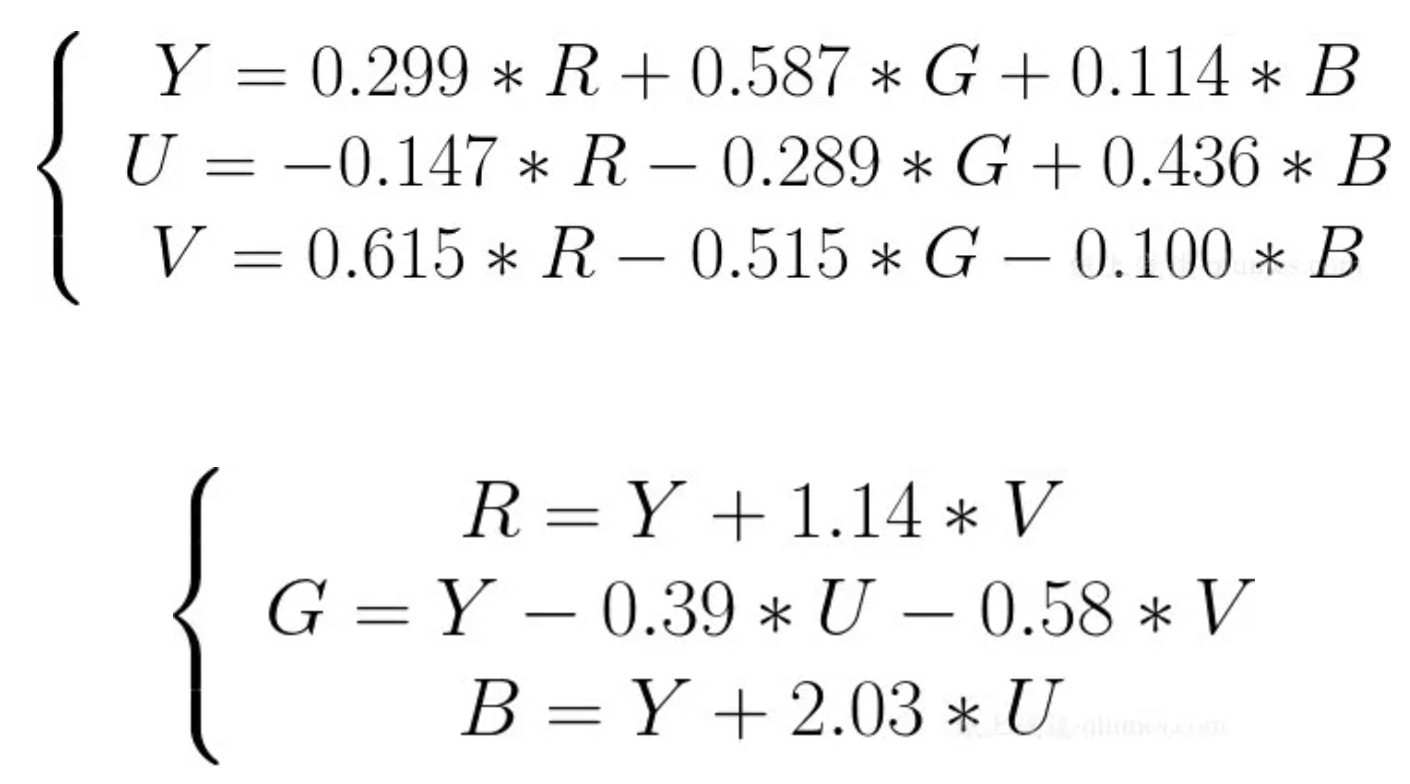 Y = 0.299 * R + 0.587 * G + 0.114 * B
U = −0.147 * R − 0.289 * G + 0.436 * B
V = 0.615 * R − 0.515 * G − 0.100 * B
R = Y + 1.14 * V
G = Y − 0.39 * U − 0.58 * V
B = Y + 2.03 * U